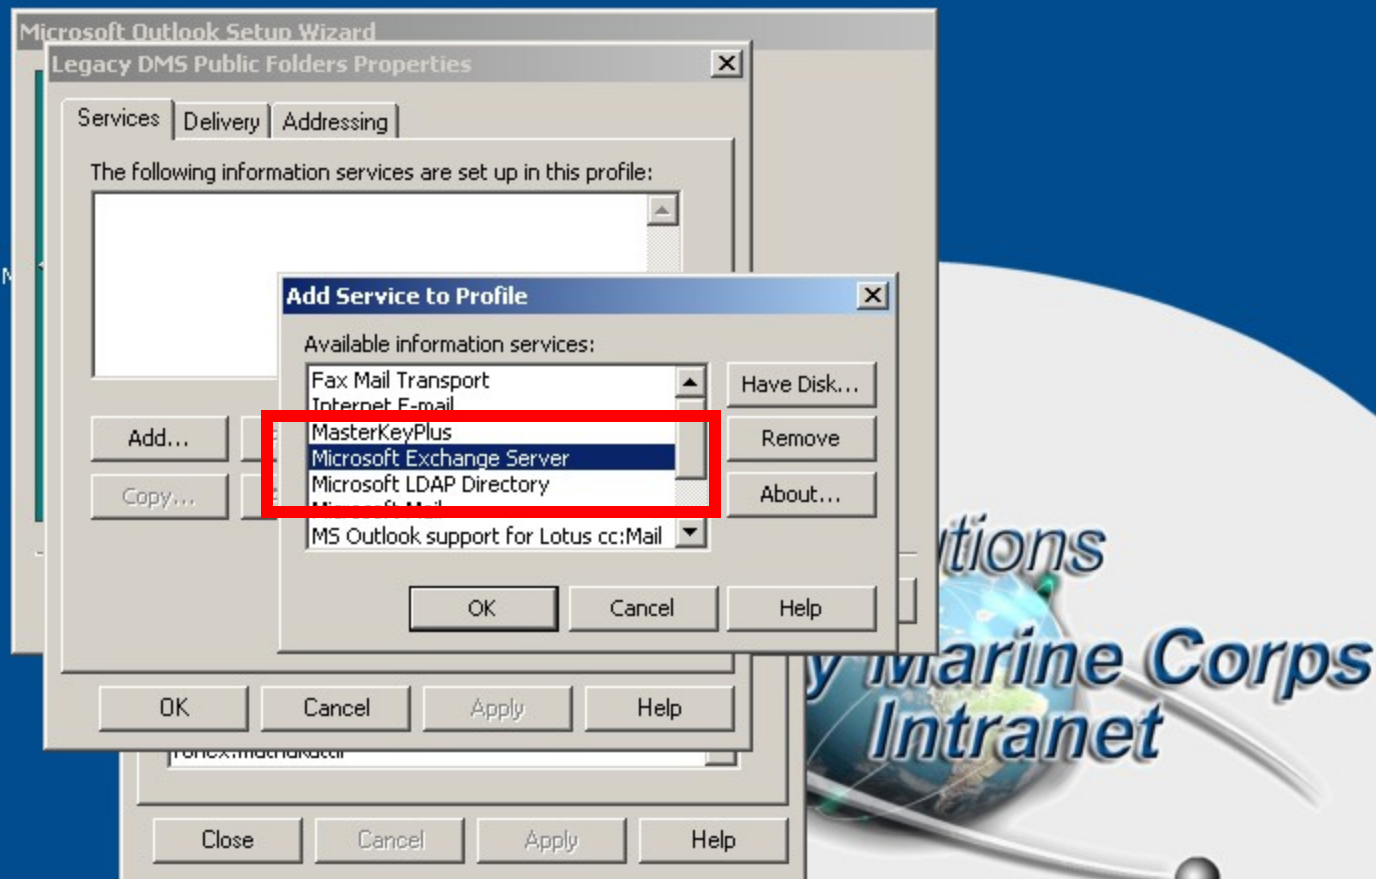 Microsoft Outlook Setup Wizard
Legacy DMS Public Folders Properties
Services Delivery Addressing
The following information services are set up in this profile:
Add Service to Profile
Available information services:
Fax Mail Transport
Internet E-mail
MasterKeyPlus
Microsoft Exchange Server
Microsoft LDAP Directory
Microsoft Mail
MS Outlook support for Lotus cc:Mail
Have Disk...
Remove
About...
Add...
Copy...
OK Cancel Help
OK Cancel Apply Help
Close Cancel Apply Help
Marine Corps
Intranet